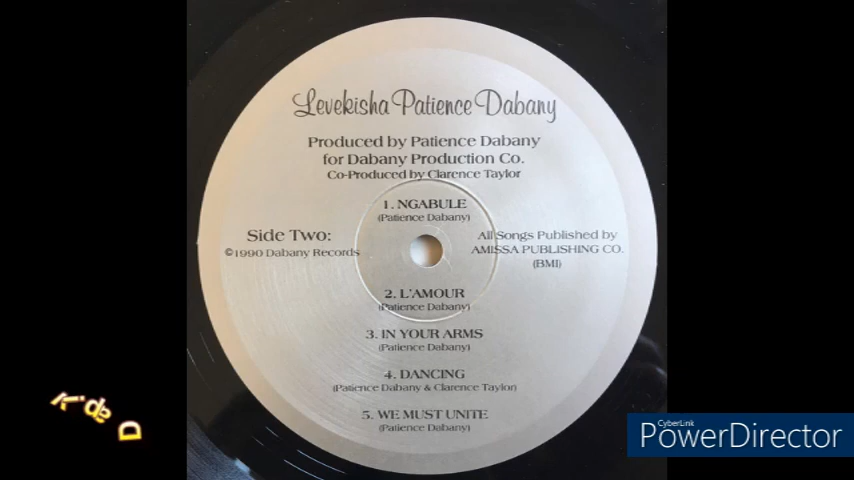 Levekisha Patience Dabany
Produced by Patience Dabany
for Dabany Production Co.
Co-Produced by Clarence Taylor
1. NGABULE
(Patience Dabany)
Side Two:
©1990 Dabany Records
All Songs Published by
AMISSA PUBLISHING CO.
(BMI)
2. L'AMOUR
(Patience Dabany)
3. IN YOUR ARMS
(Patience Dabany)
4. DANCING
(Patience Dabany & Clarence Taylor)
5. WE MUST UNITE
(Patience Dabany)
CyberLink
PowerDirector